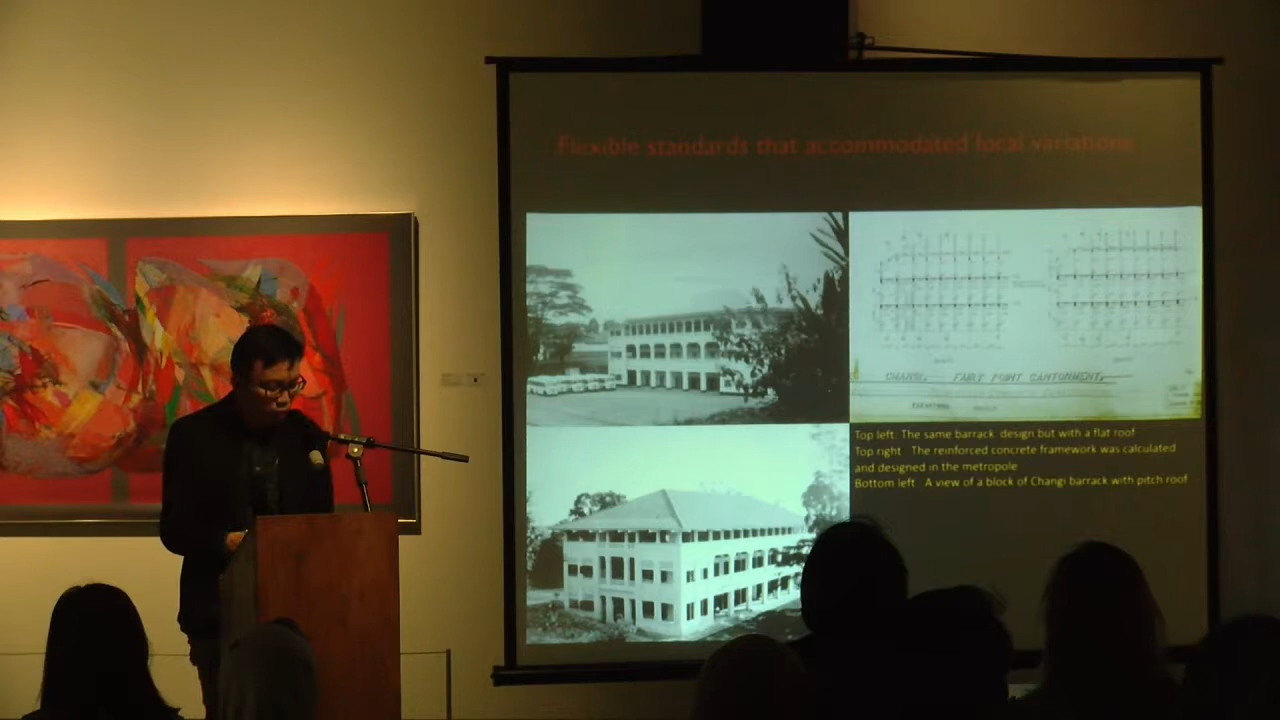 Flexible standards that accommodated local variations
CHANGI. FAIRY POINT CANTONMENT.
ELEVATIONS
Top left The same barrack design but with a flat roof
Top right The reinforced concrete framework was calculated
and designed in the metropole
Bottom left A view of a block of Changi barrack with pitch roof